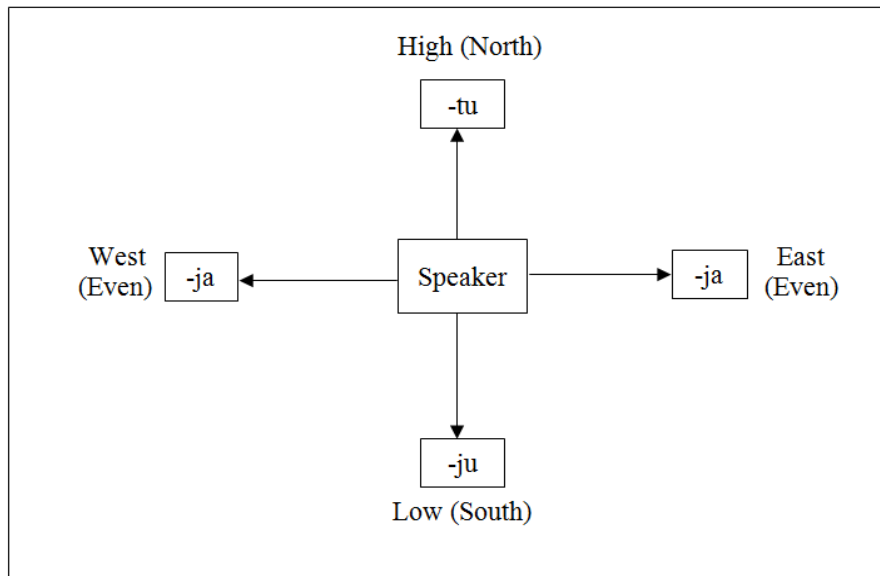 High (North)
-tu
West
(Even)
-ja
Speaker
-ja
East
(Even)
-ju
Low (South)